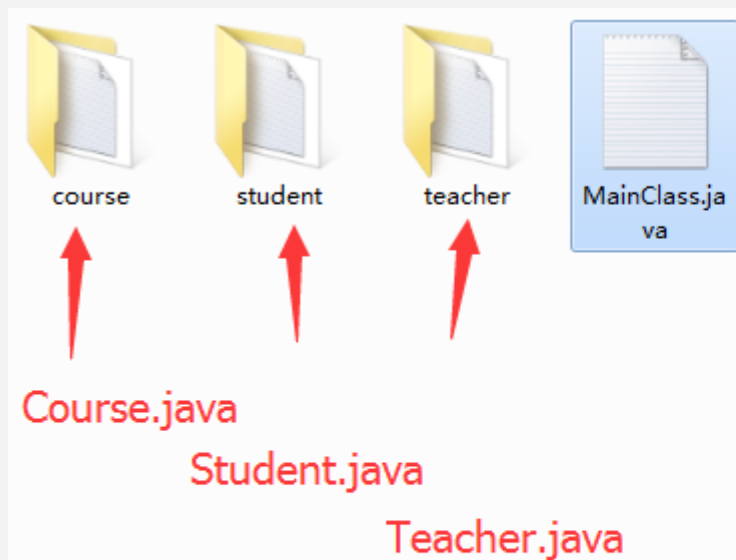 course
student
teacher
MainClass.ja
va
Course.java
Student.java
Teacher.java